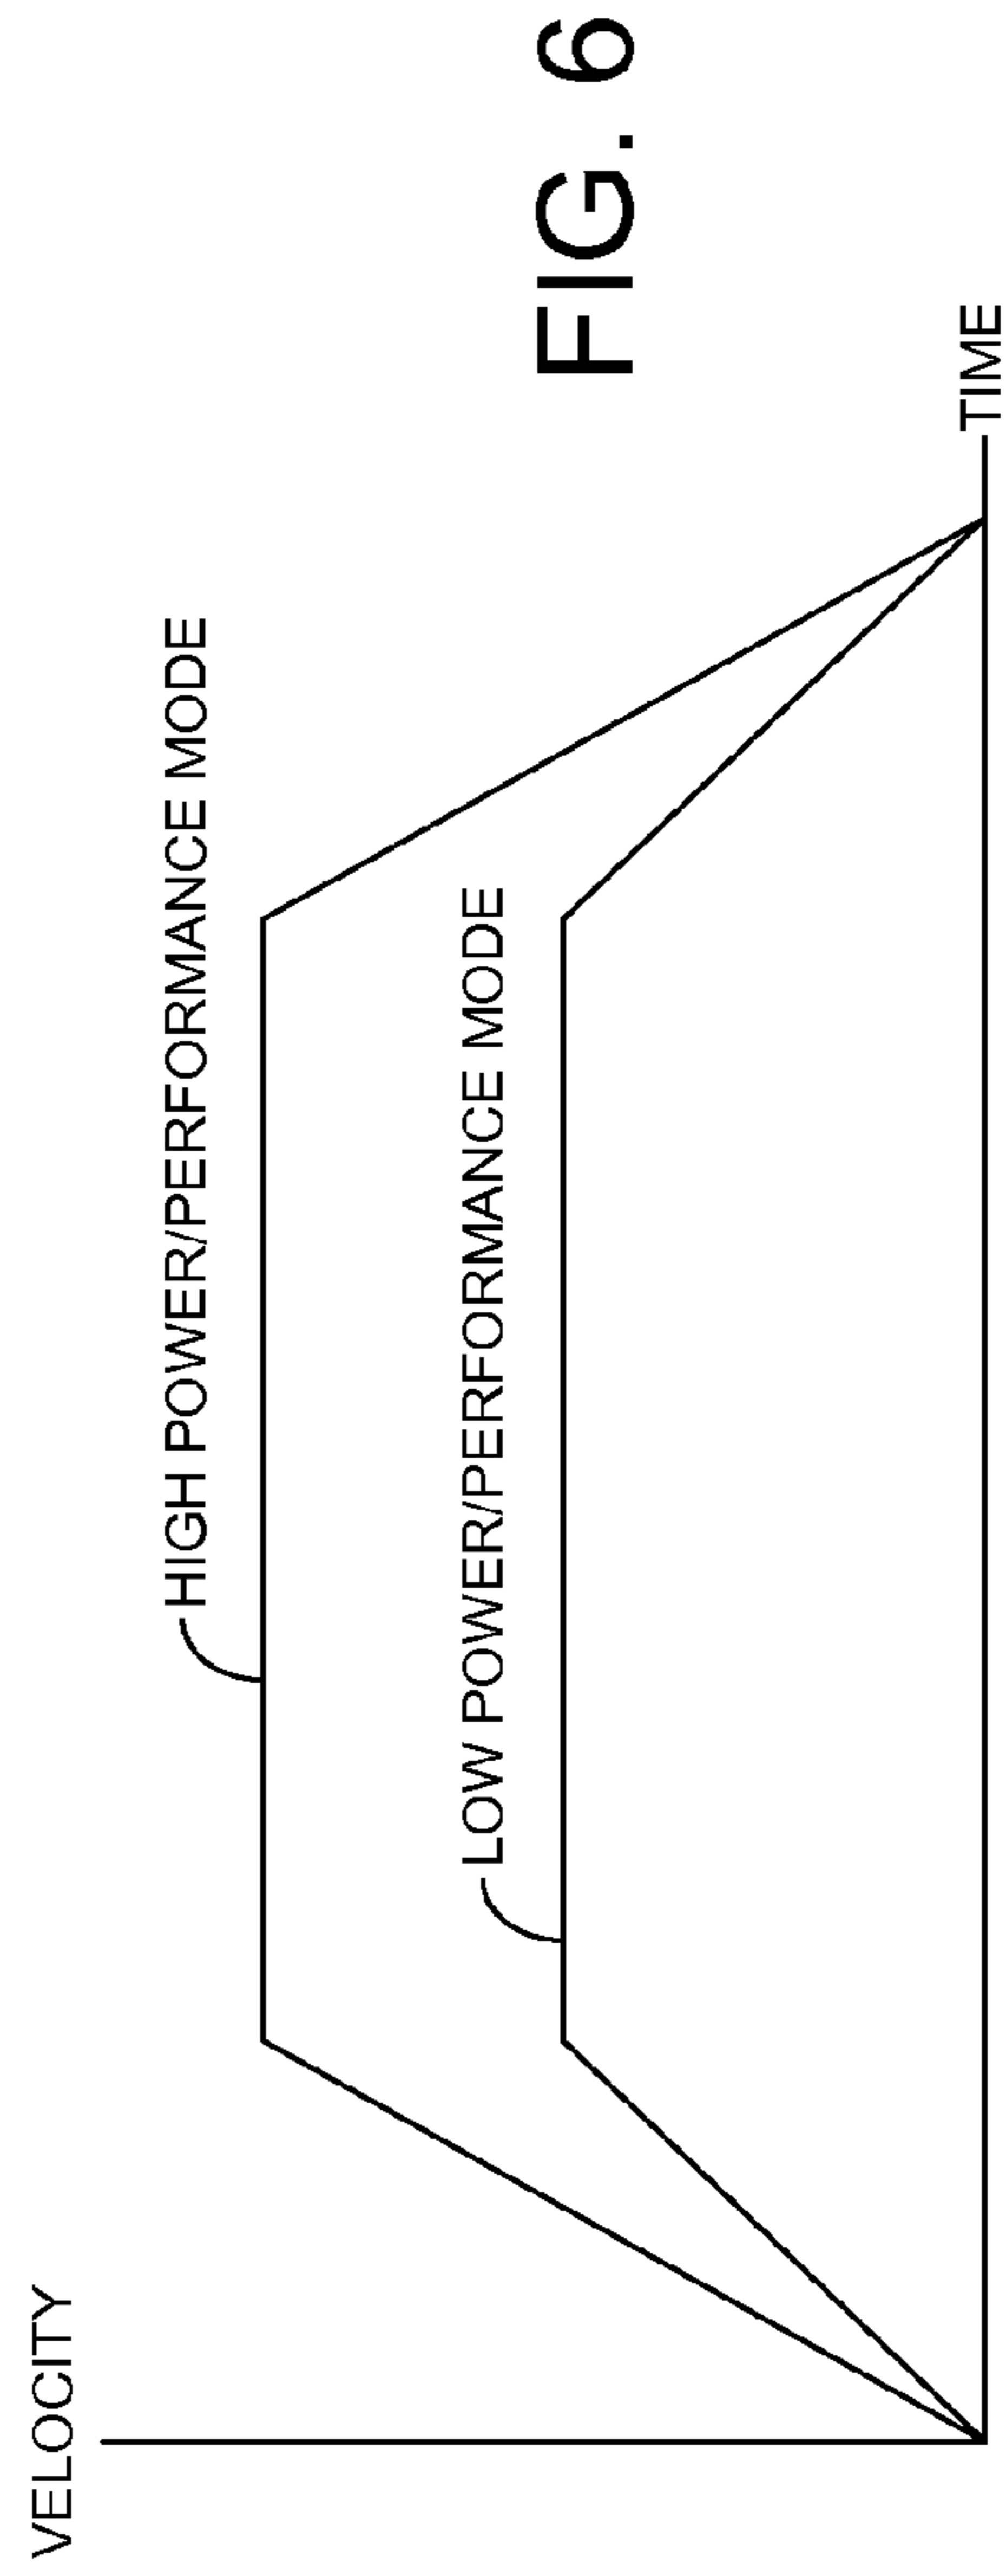 VELOCITY
HIGH POWER/PERFORMANCE MODE
LOW POWER/PERFORMANCE MODE
TIME
FIG. 6